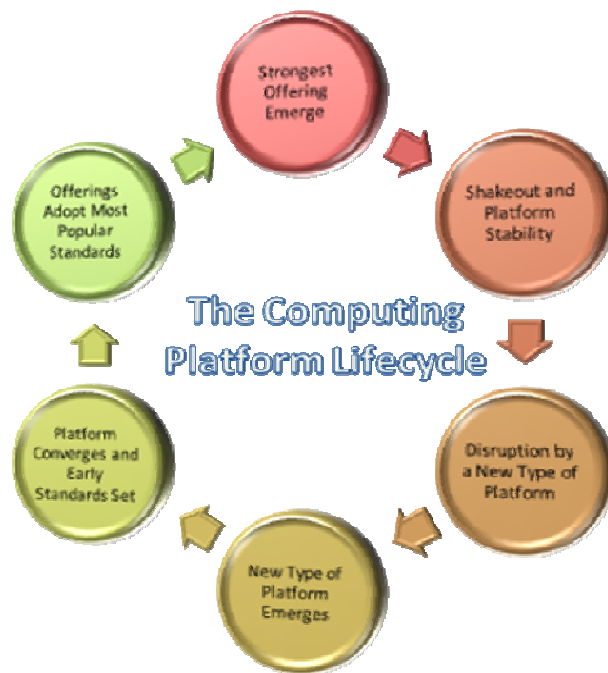 Strongest
Offering
Emerge
Shakeout and
Platform
Stability
Disruption by
a New Type of
Platform
New Type of
Platform
Emerges
Platform
Converges and
Early
Standards Set
Offerings
Adopt Most
Popular
Standards
The Computing
Platform Lifecycle